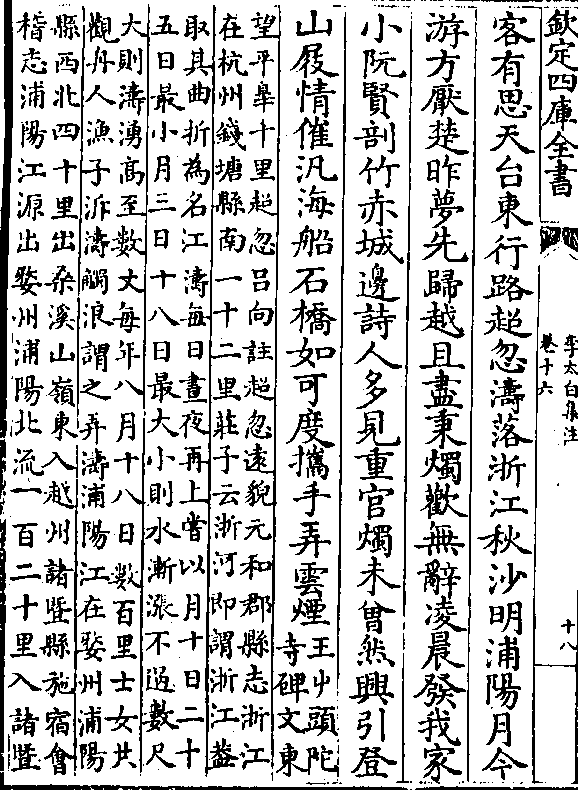 欽定四庫全書
李太白集注
卷十六
十八
客有思天台東行路超忽濤落浙江秋沙明浦陽月今
游方厭楚昨夢先歸越且盡秉燭歡無辭凌晨發我家
小阮賢剖竹赤城邊詩人多見重官燭未曾然興引登
山屐情催汎海船石橋如可度攜手弄雲煙
王屮頭陀
寺碑文東
望平臯十里超忽呂向註超忽遠貌元和郡縣志浙江
在杭州錢塘縣南一十二里莊子云浙河即謂浙江葢
取其曲折為名江濤每日晝夜再上嘗以月十日二十
五日最小月三日十八日最大小則水漸漲不過數尺
大則濤湧高至數丈每年八月十八日數百里士女共
觀舟人漁子泝濤觸浪謂之弄濤浦陽江在婺州浦陽
縣西北四十里出桑溪山嶺東入越州諸暨縣施宿會
稽志浦陽江源出婺州浦陽北流一百二十里入諸暨